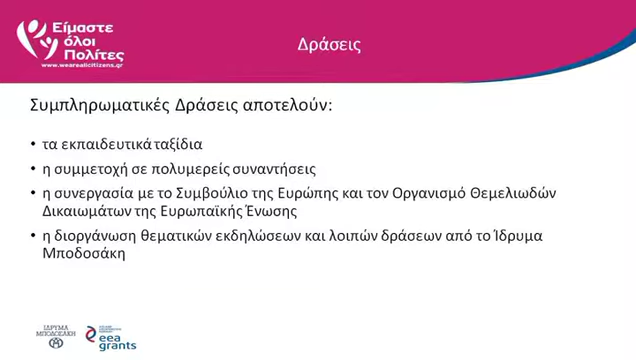 Είμαστε
όλοι
Πολίτες
www.weareallcitizens.gr
Δράσεις
Συμπληρωματικές Δράσεις αποτελούν:
• τα εκπαιδευτικά ταξίδια
• η συμμετοχή σε πολυμερείς συναντήσεις
• η συνεργασία με το Συμβούλιο της Ευρώπης και τον Οργανισμό Θεμελιωδών
Δικαιωμάτων της Ευρωπαϊκής Ένωσης
• η διοργάνωση θεματικών εκδηλώσεων και λοιπών δράσεων από το Ίδρυμα
Μποδοσάκη
ΙΔΡΥΜΑ
ΜΠΟΔΟΣΑΚΗ
eea
grants